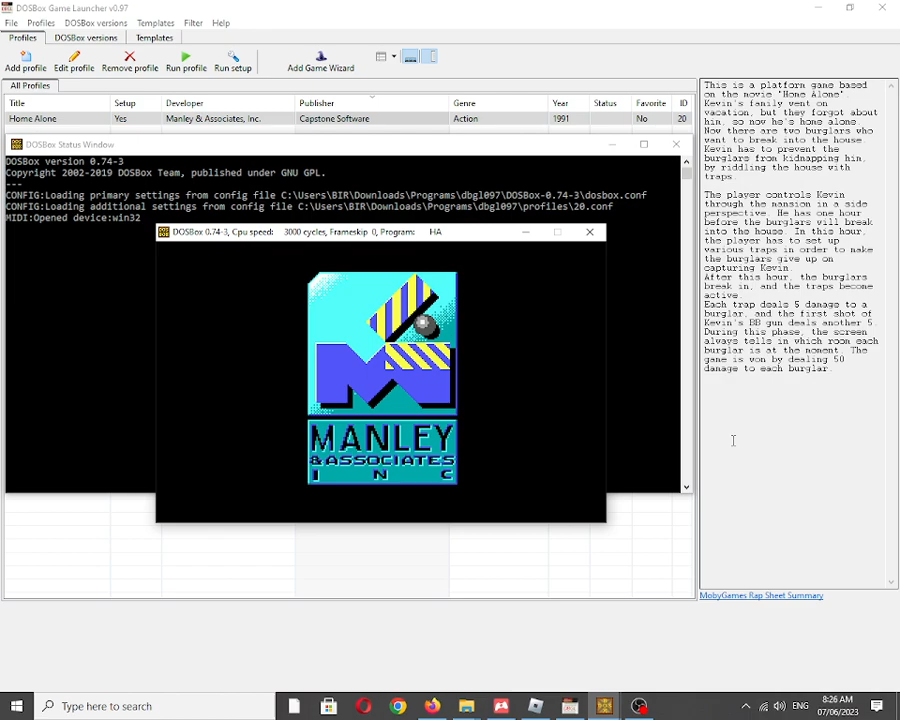 DOSBox Game Launcher v0.97
File Profiles DOSBox versions Templates Filter Help
Profiles DOSBox versions Templates
Add profile Edit profile Remove profile Run profile Run setup Add Game Wizard
All Profiles
Title Setup Developer Publisher Genre Year Status Favorite ID
Home Alone Yes Manley & Associates, Inc. Capstone Software Action 1991 No 20
DOSBox Status Window
DOSBox version 0.74-3
Copyright 2002-2019 DOSBox Team, published under GNU GPL.
---
CONFIG:Loading primary settings from config file C:\Users\BIR\Downloads\Programs\dbgl097\DOSBox-0.74-3\dosbox.conf
CONFIG:Loading additional settings from config file C:\Users\BIR\Downloads\Programs\dbgl097\profiles\20.conf
MIDI:Opened device:win32
DOSBox 0.74-3, Cpu speed: 3000 cycles, Frameskip 0, Program: HA
MANLEY
& ASSOCIATES
I N C
This is a platform game based
on the movie "Home Alone".
Kevin's family went on
vacation, but they forgot about
him, so now he's home alone.
Now there are two burglars who
want to break into the house.
Kevin has to prevent the
burglars from kidnapping him,
by riddling the house with
traps
The player controls Kevin
through the mansion in a side
perspective. He has one hour
before the burglars will break
into the house. In this hour,
the player has to set up
various traps in order to make
the burglars give up on
capturing Kevin.
After this hour, the burglars
break in, and the traps become
active.
Each trap deals 5 damage to a
burglar, and the first shot of
Kevin's BB gun deals another 5.
During this phase, the screen
always tells in which room each
burglar is at the moment. The
game is won by dealing 50
damage to each burglar.
MobyGames Rap Sheet Summary
Type here to search
ENG
8:26 AM
07/06/2023